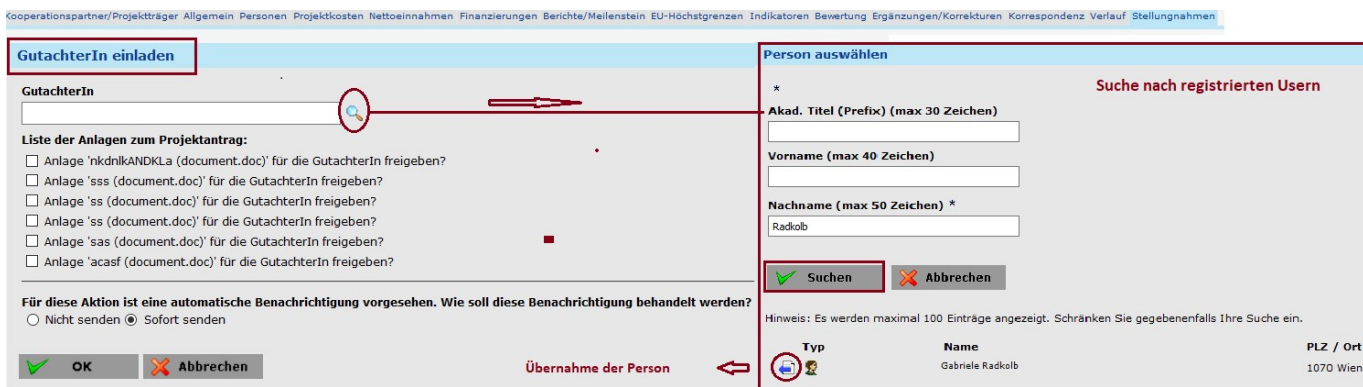 Kooperationspartner/Projektträger Allgemein Personen Projektkosten Nettoeinnahmen Finanzierungen Berichte/Meilenstein EU-Höchstgrenzen Indikatoren Bewertung Ergänzungen/Korrekturen Korrespondenz Verlauf Stellungnahmen
GutachterIn einladen
GutachterIn
Liste der Anlagen zum Projektantrag:
Anlage 'nkdnlkANDKLa (document.doc)' für die GutachterIn freigeben?
Anlage 'sss (document.doc)' für die GutachterIn freigeben?
Anlage 'ss (document.doc)' für die GutachterIn freigeben?
Anlage 'ss (document.doc)' für die GutachterIn freigeben?
Anlage 'sas (document.doc)' für die GutachterIn freigeben?
Anlage 'acasf (document.doc)' für die GutachterIn freigeben?
Für diese Aktion ist eine automatische Benachrichtigung vorgesehen. Wie soll diese Benachrichtigung behandelt werden?
Nicht senden Sofort senden
OK Abbrechen
Übernahme der Person
Person auswählen
Suche nach registrierten Usern
*
Akad. Titel (Prefix) (max 30 Zeichen)
Vorname (max 40 Zeichen)
Nachname (max 50 Zeichen) *
Radkolb
Suchen Abbrechen
Hinweis: Es werden maximal 100 Einträge angezeigt. Schränken Sie gegebenenfalls Ihre Suche ein.
Typ Name PLZ / Ort
Gabriele Radkolb 1070 Wien